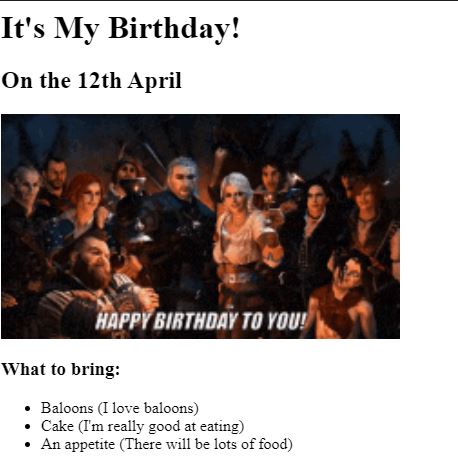 It's My Birthday!
On the 12th April
HAPPY BIRTHDAY TO YOU!
What to bring:
Baloons (I love baloons)
Cake (I'm really good at eating)
An appetite (There will be lots of food)